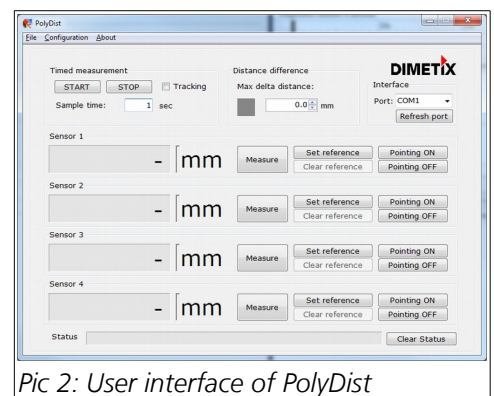 PolyDist
File Configuration About
DIMETIX
Timed measurement
START STOP Tracking
Sample time: 1 sec
Distance difference
Max delta distance:
0.0 mm
Interface
Port: COM1
Refresh port
Sensor 1
- mm
Measure
Set reference
Clear reference
Pointing ON
Pointing OFF
Sensor 2
- mm
Measure
Set reference
Clear reference
Pointing ON
Pointing OFF
Sensor 3
- mm
Measure
Set reference
Clear reference
Pointing ON
Pointing OFF
Sensor 4
- mm
Measure
Set reference
Clear reference
Pointing ON
Pointing OFF
Status
Clear Status
Pic 2: User interface of PolyDist